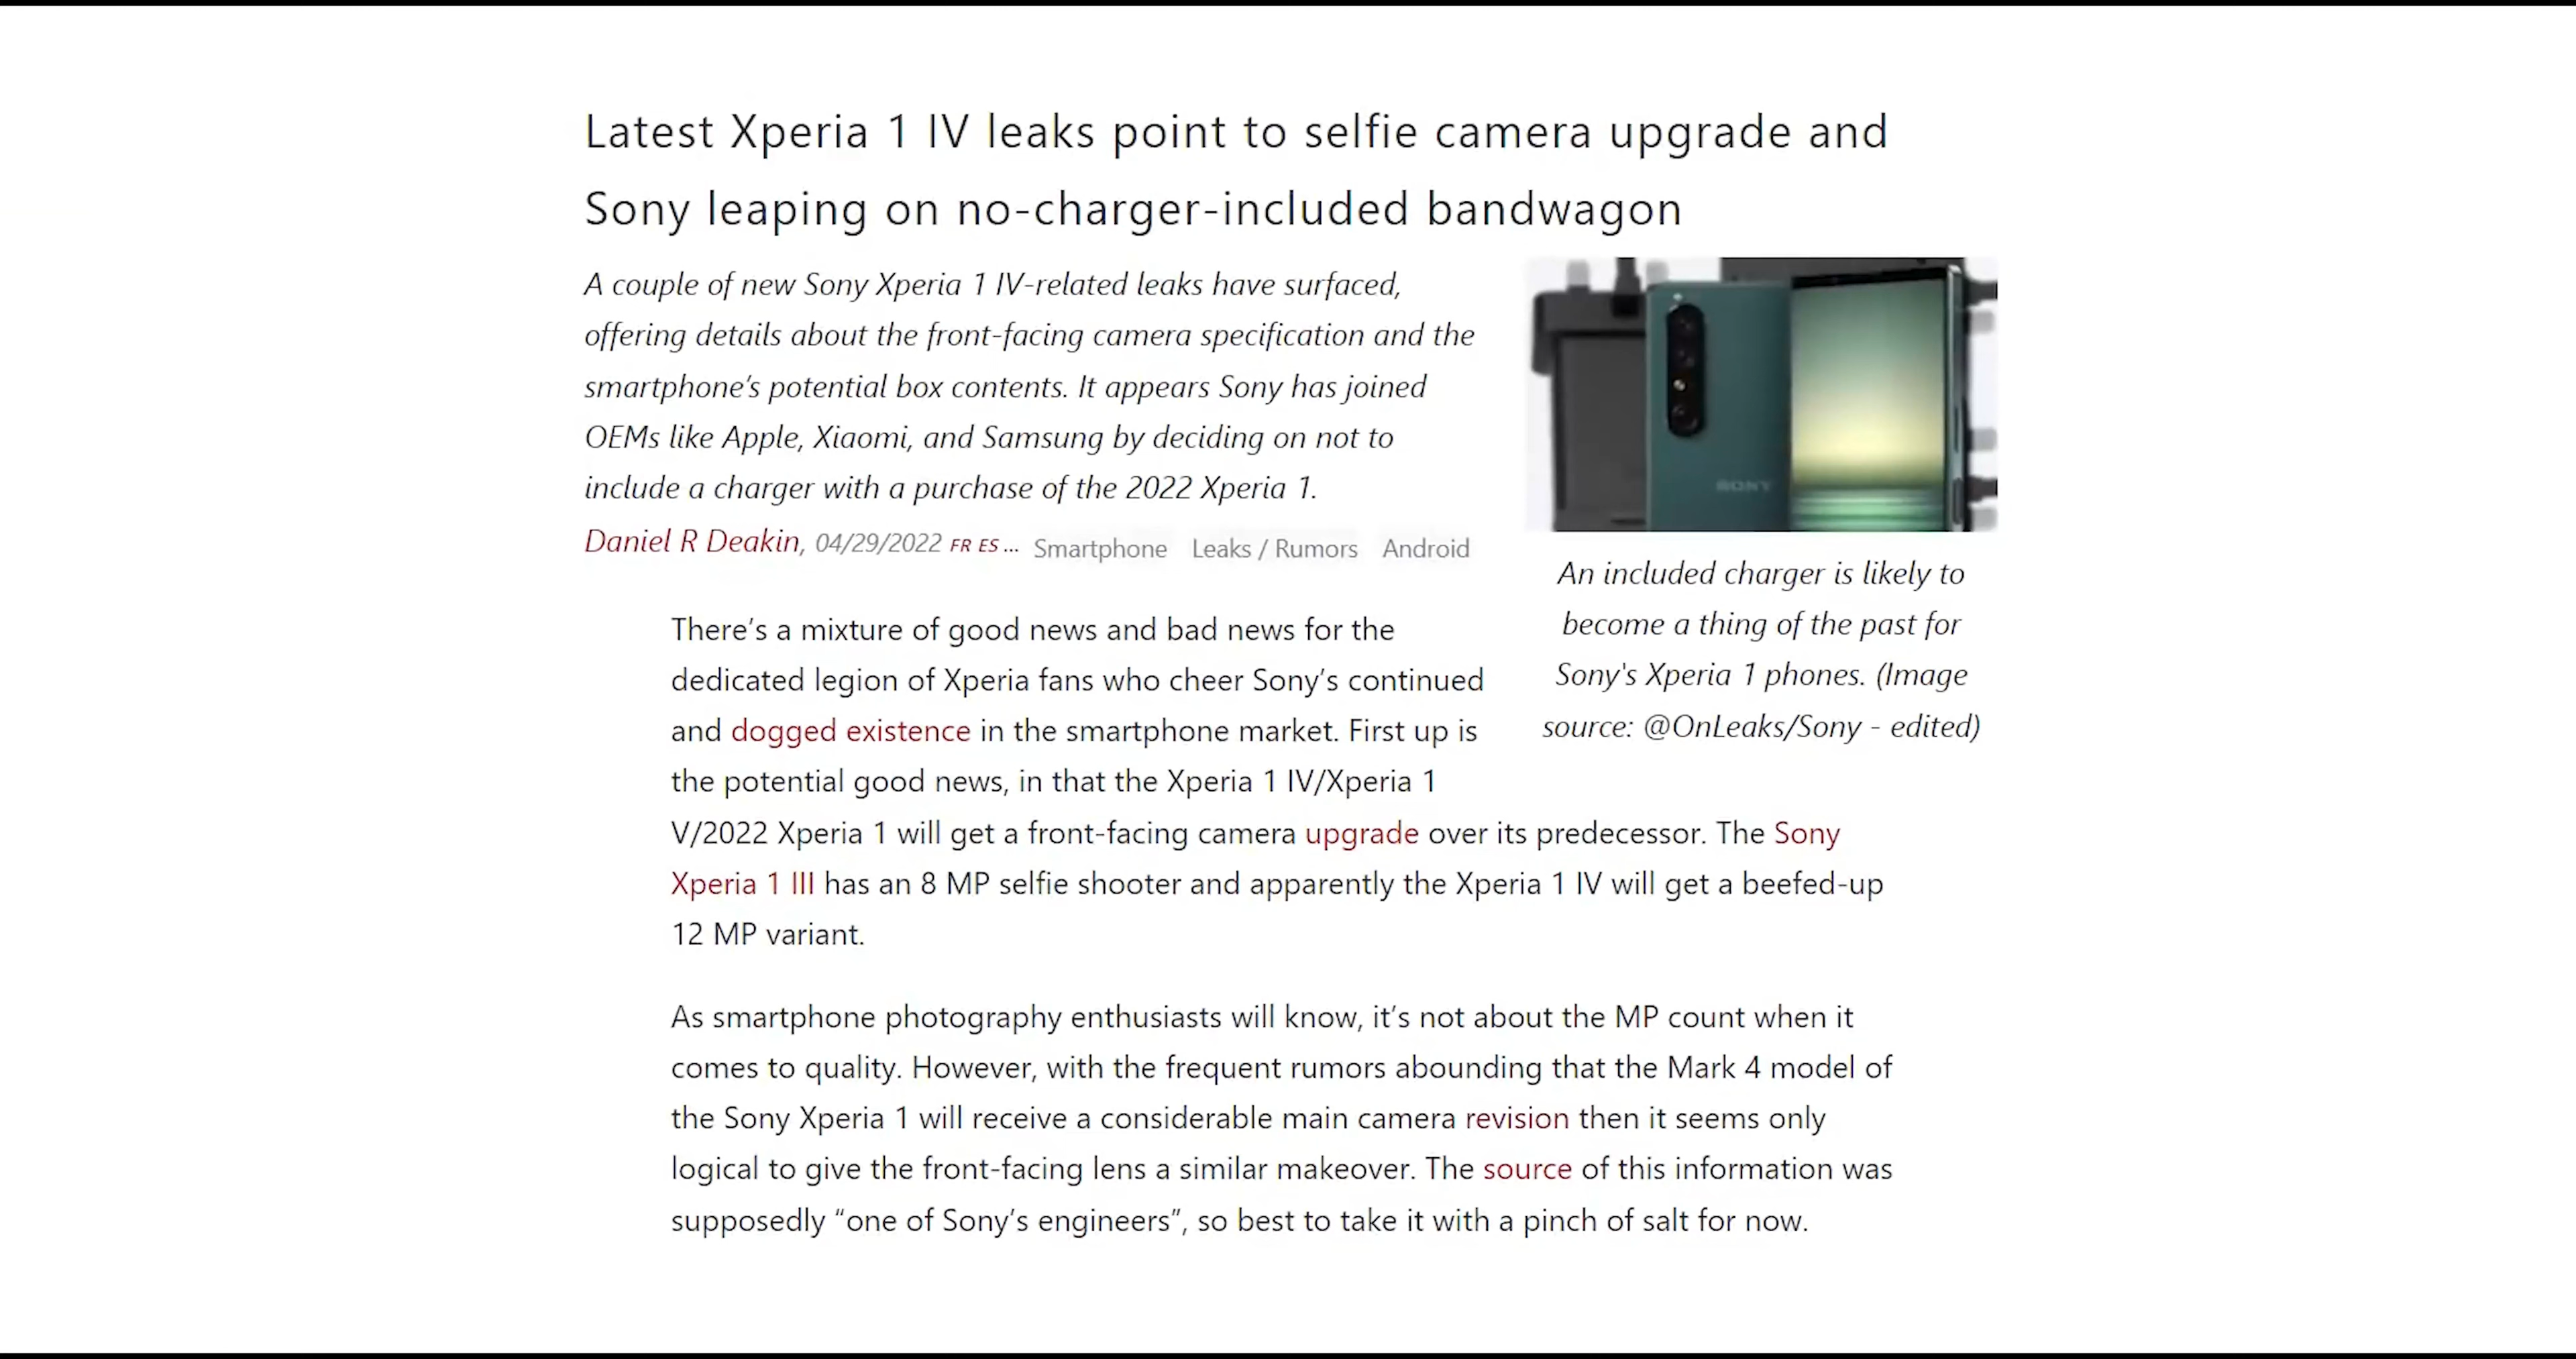 Latest Xperia 1 IV leaks point to selfie camera upgrade and
Sony leaping on no-charger-included bandwagon
A couple of new Sony Xperia 1 IV-related leaks have surfaced,
offering details about the front-facing camera specification and the
smartphone’s potential box contents. It appears Sony has joined
OEMs like Apple, Xiaomi, and Samsung by deciding on not to
include a charger with a purchase of the 2022 Xperia 1.
Daniel R Deakin, 04/29/2022 FR ES ... Smartphone Leaks / Rumors Android
SONY
An included charger is likely to
become a thing of the past for
Sony's Xperia 1 phones. (Image
source: @OnLeaks/Sony - edited)
There’s a mixture of good news and bad news for the
dedicated legion of Xperia fans who cheer Sony’s continued
and dogged existence in the smartphone market. First up is
the potential good news, in that the Xperia 1 IV/Xperia 1
V/2022 Xperia 1 will get a front-facing camera upgrade over its predecessor. The Sony
Xperia 1 III has an 8 MP selfie shooter and apparently the Xperia 1 IV will get a beefed-up
12 MP variant.
As smartphone photography enthusiasts will know, it’s not about the MP count when it
comes to quality. However, with the frequent rumors abounding that the Mark 4 model of
the Sony Xperia 1 will receive a considerable main camera revision then it seems only
logical to give the front-facing lens a similar makeover. The source of this information was
supposedly “one of Sony’s engineers”, so best to take it with a pinch of salt for now.